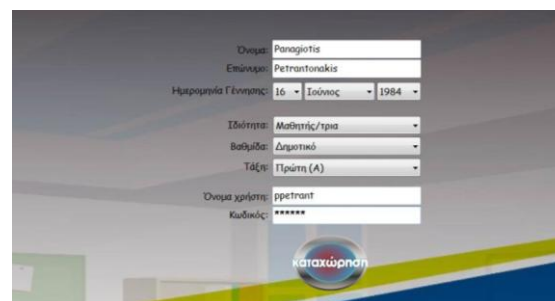 Όνομα: Panagiotis
Επώνυμο: Petrantonakis
Ημερομηνία Γέννησης: 16 Ιούνιος 1984
Ιδιότητα: Μαθητής/τρια
Βαθμίδα: Δημοτικό
Τάξη: Πρώτη (Α)
Όνομα χρήστη: ppetrant
Κωδικός: ******
καταχώρηση